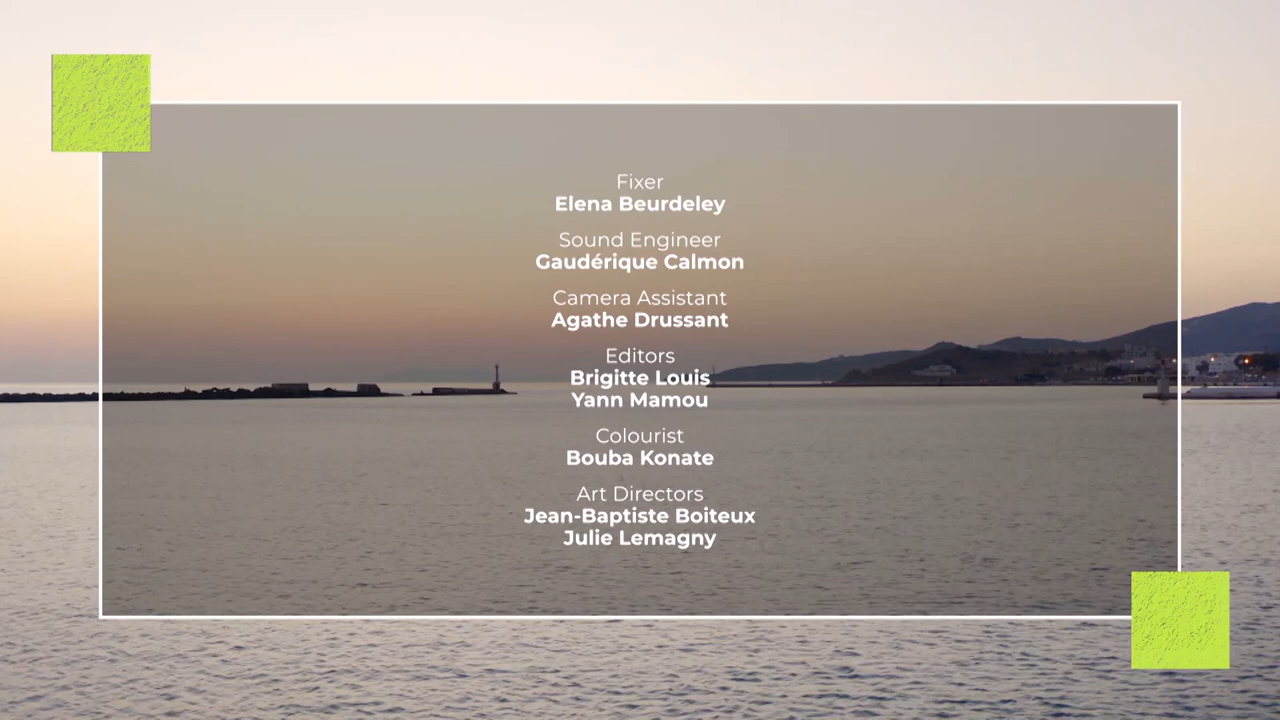 Fixer
Elena Beurdeley
Sound Engineer
Gaudérique Calmon
Camera Assistant
Agathe Drussant
Editors
Brigitte Louis
Yann Mamou
Colourist
Bouba Konate
Art Directors
Jean-Baptiste Boiteux
Julie Lemagny